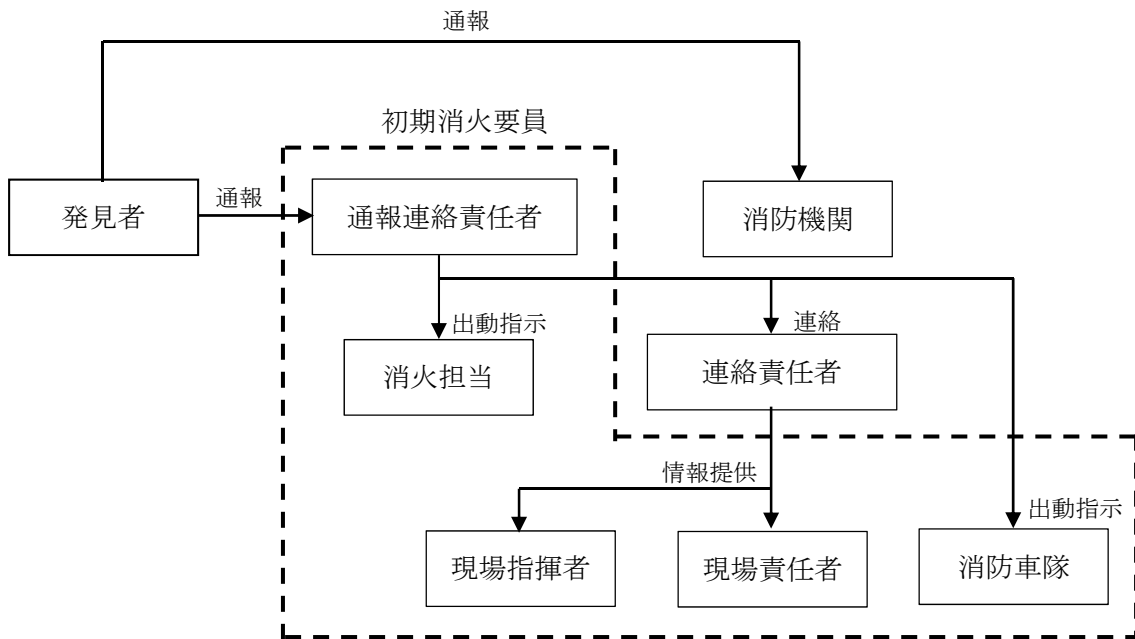 通報
初期消火要員
発見者
通報
通報連絡責任者
消防機関
出動指示
連絡
消火担当
連絡責任者
情報提供
出動指示
現場指揮者
現場責任者
消防車隊